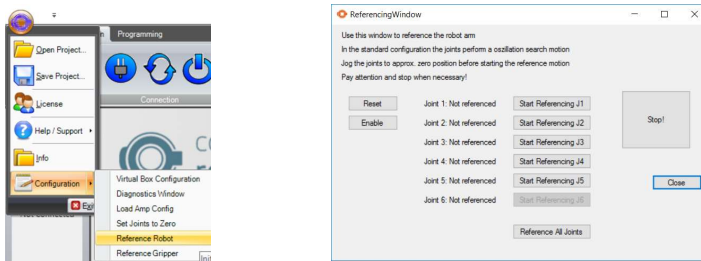 Programming
Open Project...
Save Project...
License
Help / Support
Info
Configuration
Connection
Virtual Box Configuration
Diagnostics Window
Load Amp Config
Set Joints to Zero
Reference Robot
Reference Gripper
ReferencingWindow
Use this window to reference the robot arm
In the standard configuration the joints perform a oszillation search motion
Jog the joints to approx. zero position before starting the reference motion
Pay attention and stop when necessary!
Reset
Joint 1: Not referenced
Start Referencing J1
Stop!
Enable
Joint 2: Not referenced
Start Referencing J2
Joint 3: Not referenced
Start Referencing J3
Joint 4: Not referenced
Start Referencing J4
Joint 5: Not referenced
Start Referencing J5
Close
Joint 6: Not referenced
Start Referencing J6
Reference All Joints